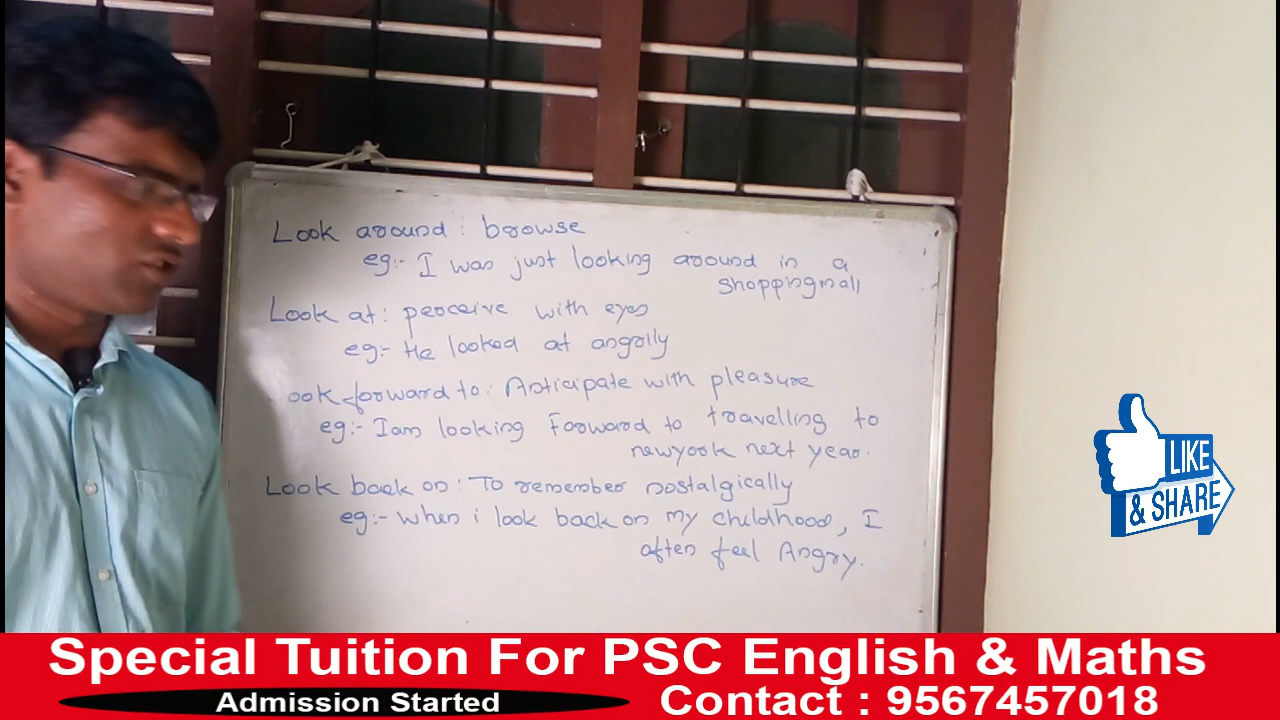 Look around: browse
eg:- I was just looking around in a
shoppingmall
Look at: perceive with eyes
eg:- He looked at angrily
ook forward to: Anticipate with pleasure
eg:- Iam looking Forward to travelling to
newyork next year.
Look back on: To remember nostalgically
eg:- when i look back on my childhood, I
often feel Angry.
LIKE
& SHARE
Special Tuition For PSC English & Maths
Admission Started
Contact : 9567457018